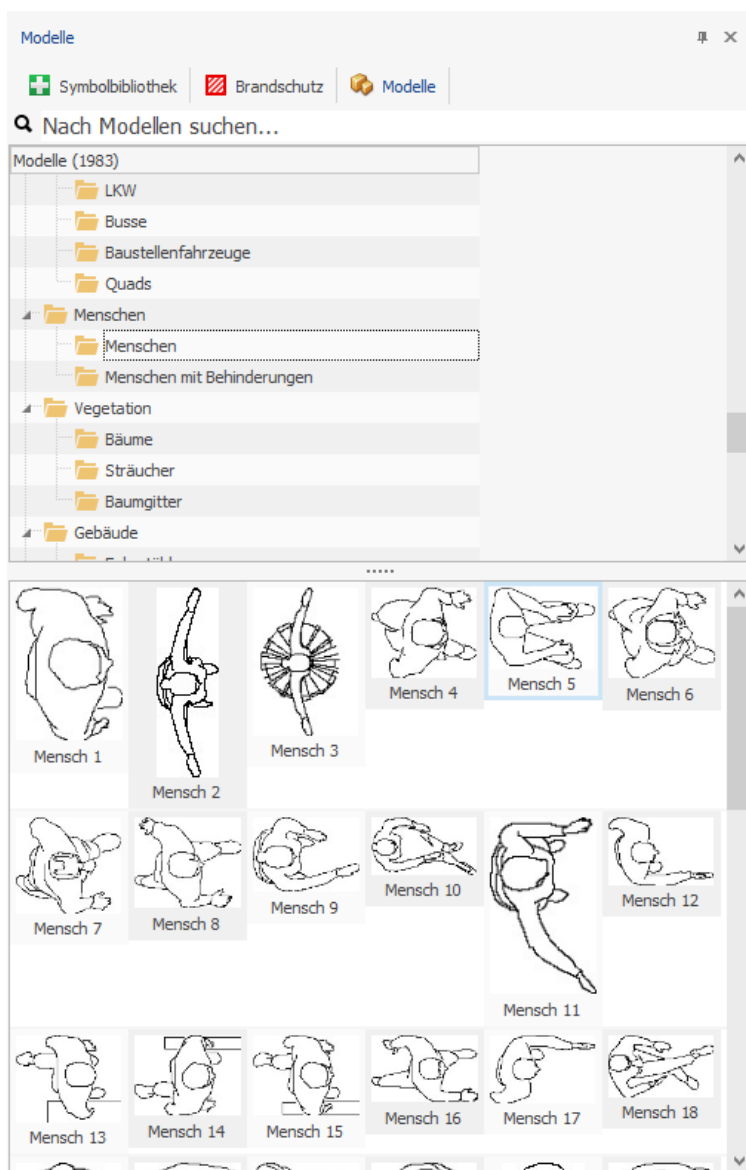 Modelle
Symbolbibliothek Brandschutz Modelle
Nach Modellen suchen...
Modelle (1983)
LKW
Busse
Baustellenfahrzeuge
Quads
Menschen
Menschen
Menschen mit Behinderungen
Vegetation
Bäume
Sträucher
Baumgitter
Gebäude
Mensch 1
Mensch 2
Mensch 3
Mensch 4
Mensch 5
Mensch 6
Mensch 7
Mensch 8
Mensch 9
Mensch 10
Mensch 11
Mensch 12
Mensch 13
Mensch 14
Mensch 15
Mensch 16
Mensch 17
Mensch 18